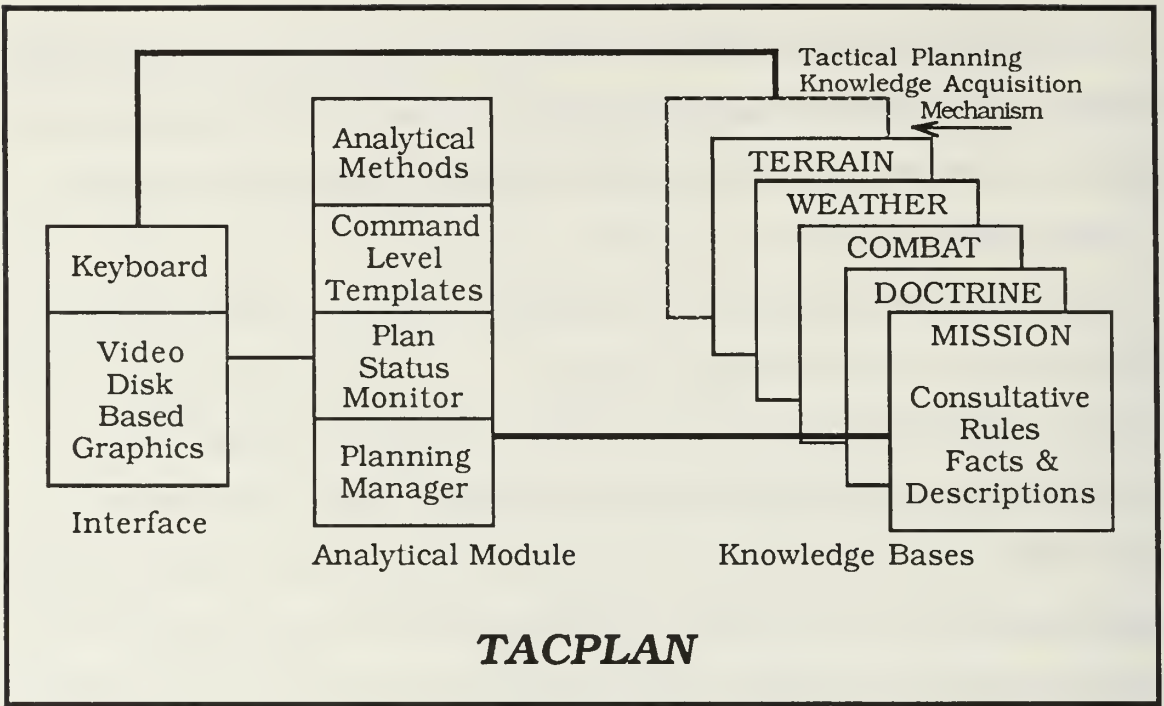 Tactical Planning
Knowledge Acquisition
Mechanism
Analytical
Methods
Command
Level
Templates
Plan
Status
Monitor
Planning
Manager
Keyboard
Video
Disk
Based
Graphics
Interface
Analytical Module
TERRAIN
WEATHER
COMBAT
DOCTRINE
MISSION
Consultative
Rules
Facts &
Descriptions
Knowledge Bases
TACPLAN